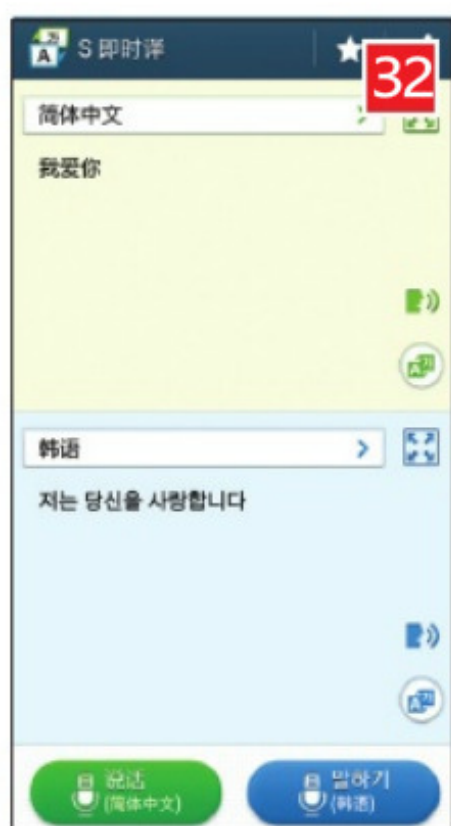 S 即时译
32
简体中文
我爱你
韩语
저는 당신을 사랑합니다
说话
(简体中文)
말하기
(韩语)